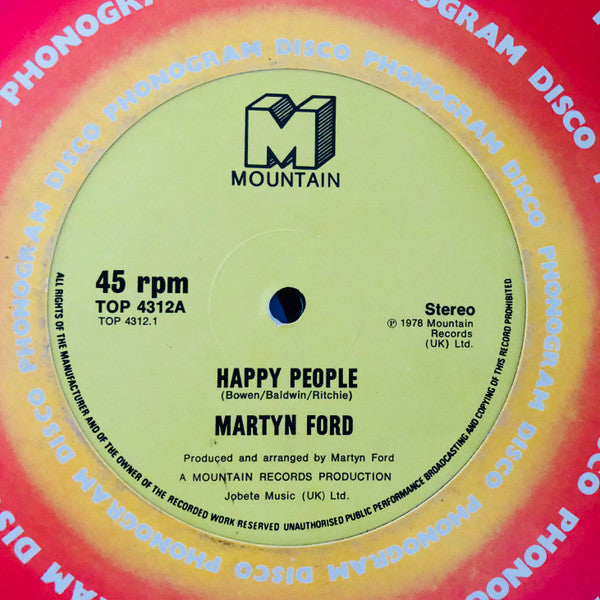 PHONOGRAM DISCO PHONOGRAM DISCO
PHONOGRAM DISCO PHONOGRAM DISCO PHONOGRAM DISCO PHONOGRAM DISCO PHONOGRAM DISCO
M
MOUNTAIN
45 rpm
TOP 4312A
TOP 4312.1
Stereo
℗ 1978 Mountain
Records
(UK) Ltd.
HAPPY PEOPLE
(Bowen/Baldwin/Ritchie)
MARTYN FORD
Produced and arranged by Martyn Ford
A MOUNTAIN RECORDS PRODUCTION
Jobete Music (UK) Ltd.
ALL RIGHTS OF THE MANUFACTURER AND OF THE OWNER OF THE RECORDED WORK RESERVED UNAUTHORISED PUBLIC PERFORMANCE BROADCASTING AND COPYING OF THIS RECORD PROHIBITED